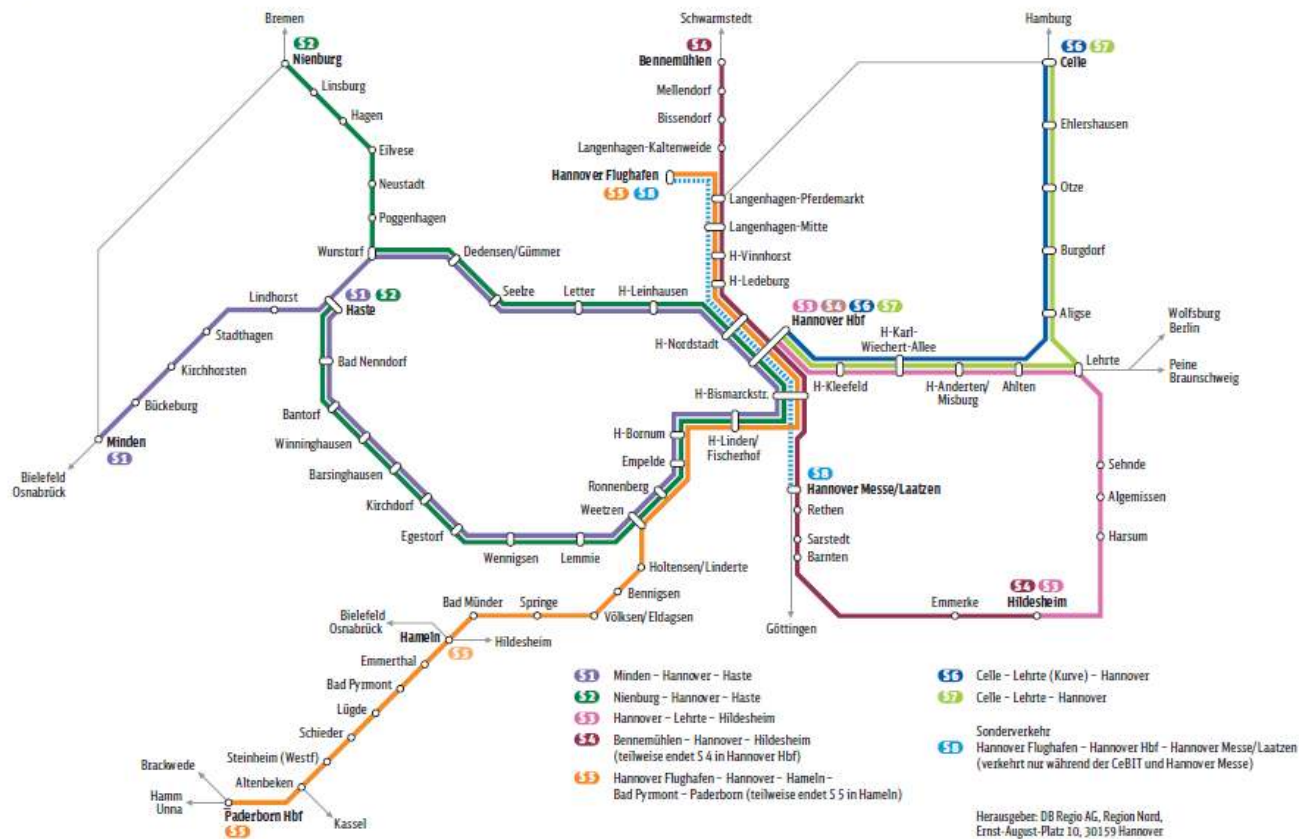 Bremen
S2
Nienburg
Linsburg
Hagen
Eilvese
Neustadt
Poggenhagen
Wunstorf
Dedensen/Gümmer
Seelze
Letter
H-Leinhausen
H-Nordstadt
Lindhorst
S1 S2
Haste
Stadthagen
Kirchhorsten
Bückeburg
Minden
S1
Bielefeld
Osnabrück
Bad Nenndorf
Bantorf
Winninghausen
Barsinghausen
Kirchdorf
Egestorf
Wennigsen
Lemmie
Weetzen
Ronnenberg
Empelde
H-Bornum
H-Linden/
Fischerhof
H-Bismarckstr.
Schwarmstedt
S4
Bennemühlen
Mellendorf
Bissendorf
Langenhagen-Kaltenweide
Hannover Flughafen
S5 S8
Langenhagen-Pferdemarkt
Langenhagen-Mitte
H-Vinnhorst
H-Ledeburg
S3 S4 S6 S7
Hannover Hbf
Hamburg
S6 S7
Celle
Ehlershausen
Otze
Burgdorf
Aligse
Wolfsburg
Berlin
Lehrte
Peine
Braunschweig
H-Karl-
Wiechert-Allee
H-Kleefeld
H-Anderten/
Misburg
Ahlten
Sehnde
Algemissen
Harsum
S4 S3
Hildesheim
Emmerke
S8
Hannover Messe/Laatzen
Rethen
Sarstedt
Barnten
Göttingen
Holtensen/Linderte
Bennigsen
Völksen/Eldagsen
Springe
Bad Münder
Bielefeld
Osnabrück
Hameln
S5
Hildesheim
Emmerthal
Bad Pyrmont
Lügde
Schieder
Steinheim (Westf)
Altenbeken
Brackwede
Hamm
Unna
Paderborn Hbf
S5
Kassel
S1 Minden – Hannover – Haste
S2 Nienburg – Hannover – Haste
S3 Hannover – Lehrte – Hildesheim
S4 Bennemühlen – Hannover – Hildesheim
(teilweise endet S 4 in Hannover Hbf)
S5 Hannover Flughafen – Hannover – Hameln –
Bad Pyrmont – Paderborn (teilweise endet S 5 in Hameln)
S6 Celle – Lehrte (Kurve) – Hannover
S7 Celle – Lehrte – Hannover
Sonderverkehr
S8 Hannover Flughafen – Hannover Hbf – Hannover Messe/Laatzen
(verkehrt nur während der CeBIT und Hannover Messe)
Herausgeber: DB Regio AG, Region Nord,
Ernst-August-Platz 10, 30159 Hannover